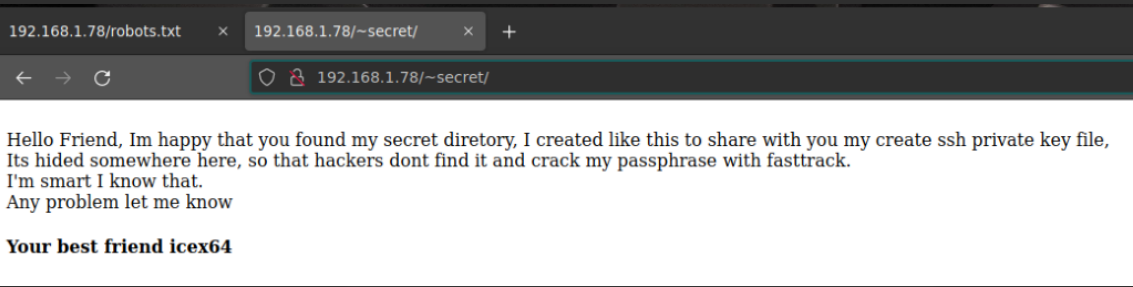 192.168.1.78/robots.txt
192.168.1.78/~secret/
192.168.1.78/~secret/
Hello Friend, Im happy that you found my secret diretory, I created like this to share with you my create ssh private key file,
Its hided somewhere here, so that hackers dont find it and crack my passphrase with fasttrack.
I'm smart I know that.
Any problem let me know
Your best friend icex64